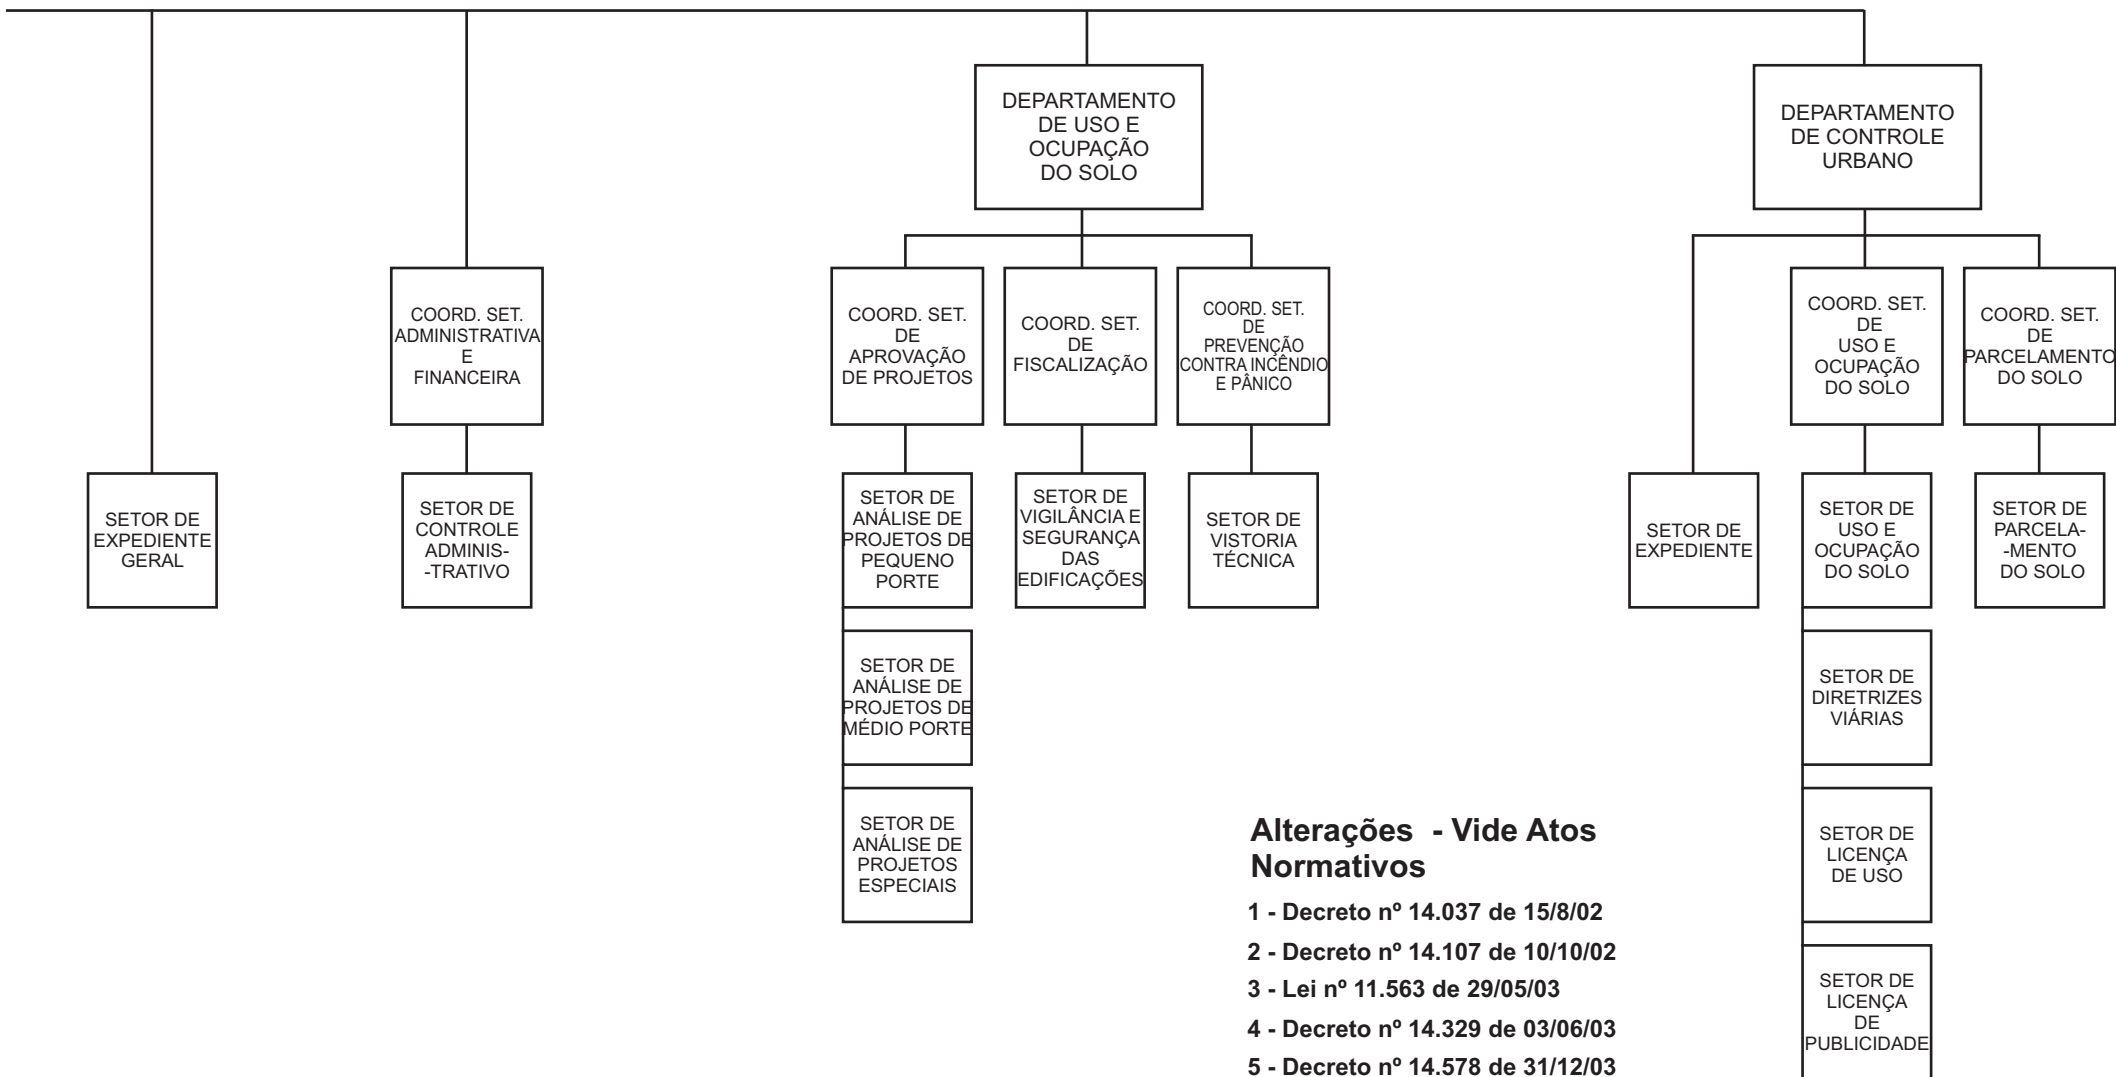 DEPARTAMENTO
DE USO E
OCUPAÇÃO
DO SOLO
DEPARTAMENTO
DE CONTROLE
URBANO
COORD. SET.
ADMINISTRATIVA
E
FINANCEIRA
COORD. SET.
DE
APROVAÇÃO
DE PROJETOS
COORD. SET.
DE
FISCALIZAÇÃO
COORD. SET.
DE
PREVENÇÃO
CONTRA INCÊNDIO
E PÂNICO
COORD. SET.
DE
USO E
OCUPAÇÃO
DO SOLO
COORD. SET.
DE
PARCELAMENTO
DO SOLO
SETOR DE
EXPEDIENTE
GERAL
SETOR DE
CONTROLE
ADMINIS-
-TRATIVO
SETOR DE
ANÁLISE DE
PROJETOS DE
PEQUENO
PORTE
SETOR DE
VIGILÂNCIA E
SEGURANÇA
DAS
EDIFICAÇÕES
SETOR DE
VISTORIA
TÉCNICA
SETOR DE
EXPEDIENTE
SETOR DE
USO E
OCUPAÇÃO
DO SOLO
SETOR DE
PARCELA-
-MENTO
DO SOLO
SETOR DE
ANÁLISE DE
PROJETOS DE
MÉDIO PORTE
SETOR DE
DIRETRIZES
VIÁRIAS
SETOR DE
ANÁLISE DE
PROJETOS
ESPECIAIS
SETOR DE
LICENÇA
DE USO
SETOR DE
LICENÇA
DE
PUBLICIDADE
Alterações - Vide Atos
Normativos
1 - Decreto nº 14.037 de 15/8/02
2 - Decreto nº 14.107 de 10/10/02
3 - Lei nº 11.563 de 29/05/03
4 - Decreto nº 14.329 de 03/06/03
5 - Decreto nº 14.578 de 31/12/03